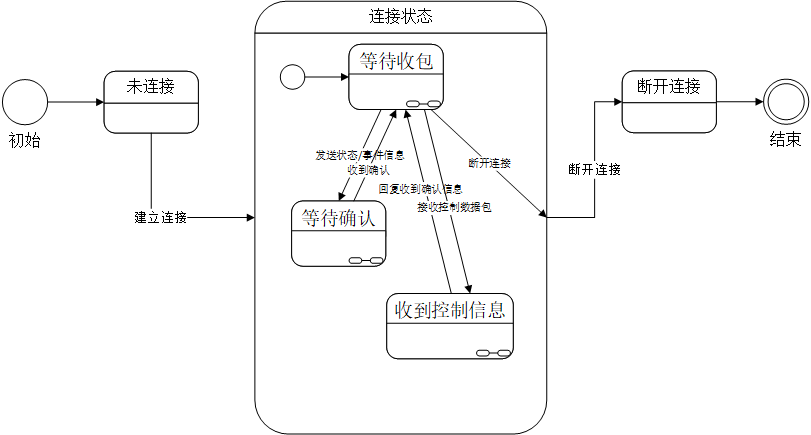 连接状态
等待收包
未连接
断开连接
初始
结束
发送状态/事件信息
收到确认
断开连接
断开连接
回复收到确认信息
接收控制数据包
等待确认
建立连接
收到控制信息